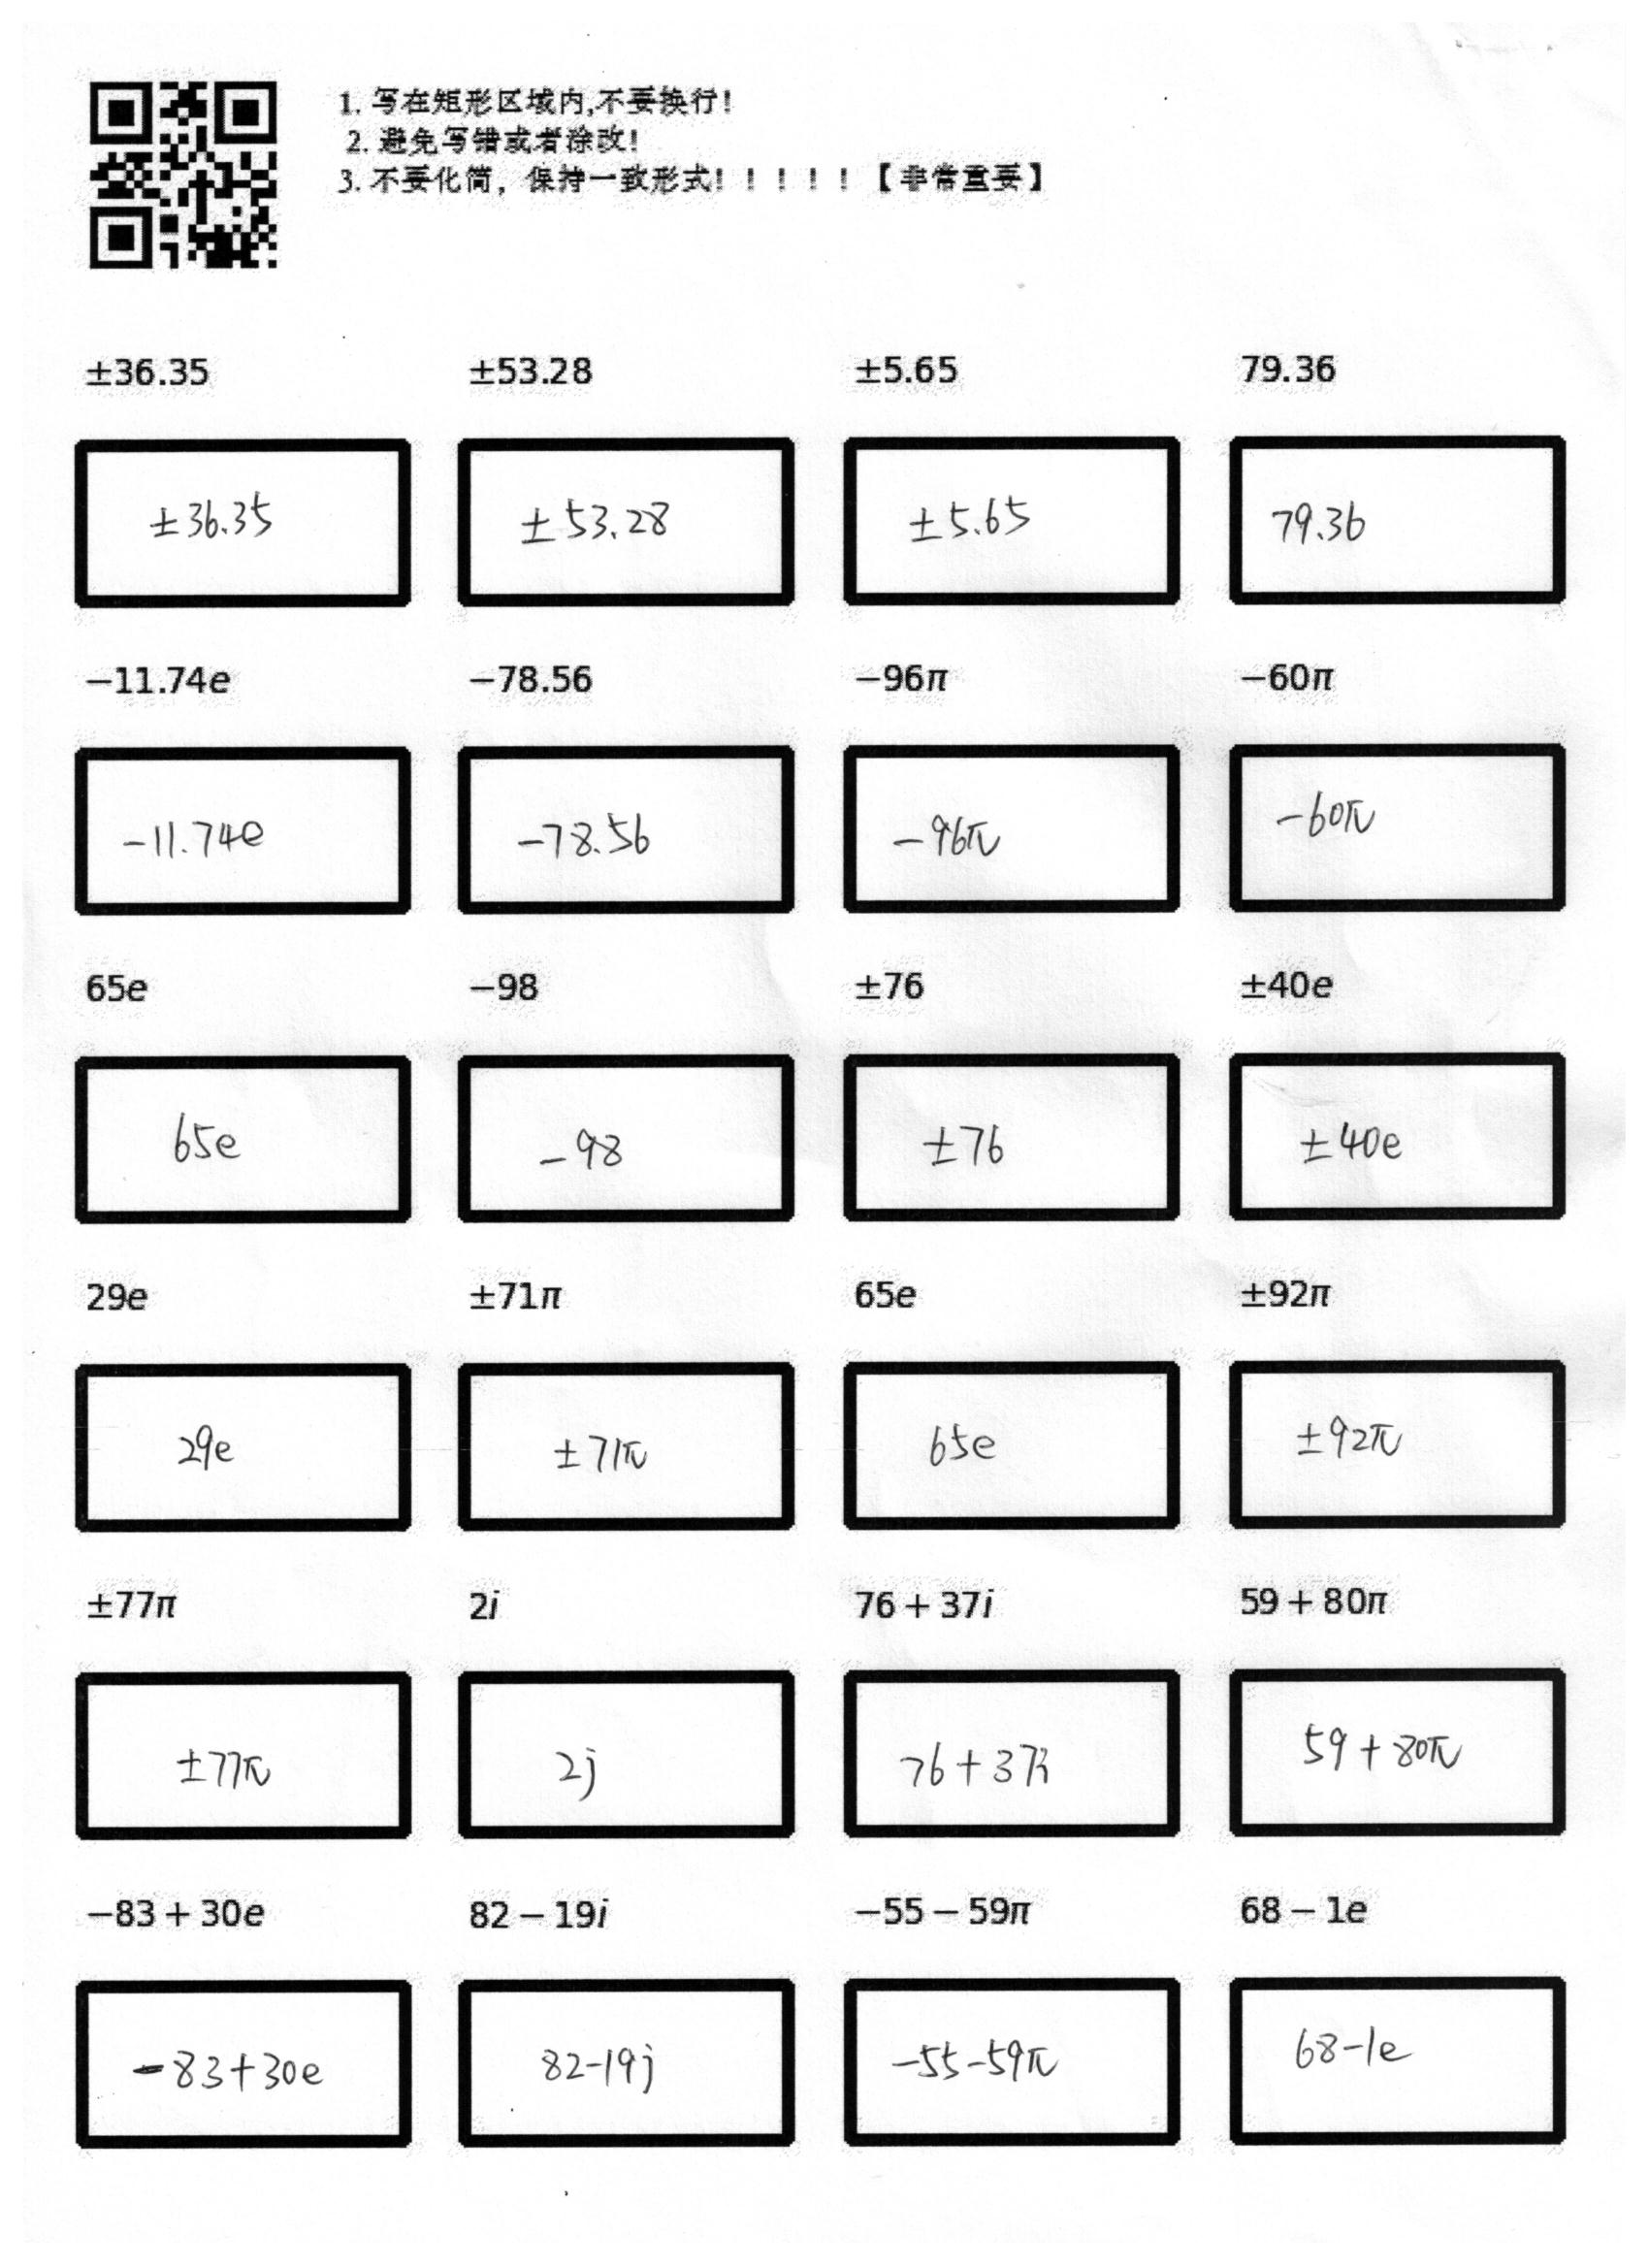 1. 写在矩形区域内,不要换行!
2. 避免写错或者涂改!
3. 不要化简，保持一致形式! ! ! ! !【非常重要】
±36.35 ±53.28 ±5.65 79.36
±36.35 ±53.28 ±5.65 79.36
−11.74e −78.56 −96π −60π
-11.74e -78.56 -96π -60π
65e −98 ±76 ±40e
65e -98 ±76 ±40e
29e ±71π 65e ±92π
29e ±71π 65e ±92π
±77π 2i 76 + 37i 59 + 80π
±77π 2j 76+37i 59+80π
−83 + 30e 82 − 19i −55 − 59π 68 − 1e
-83+30e 82-19j -55-59π 68-1e